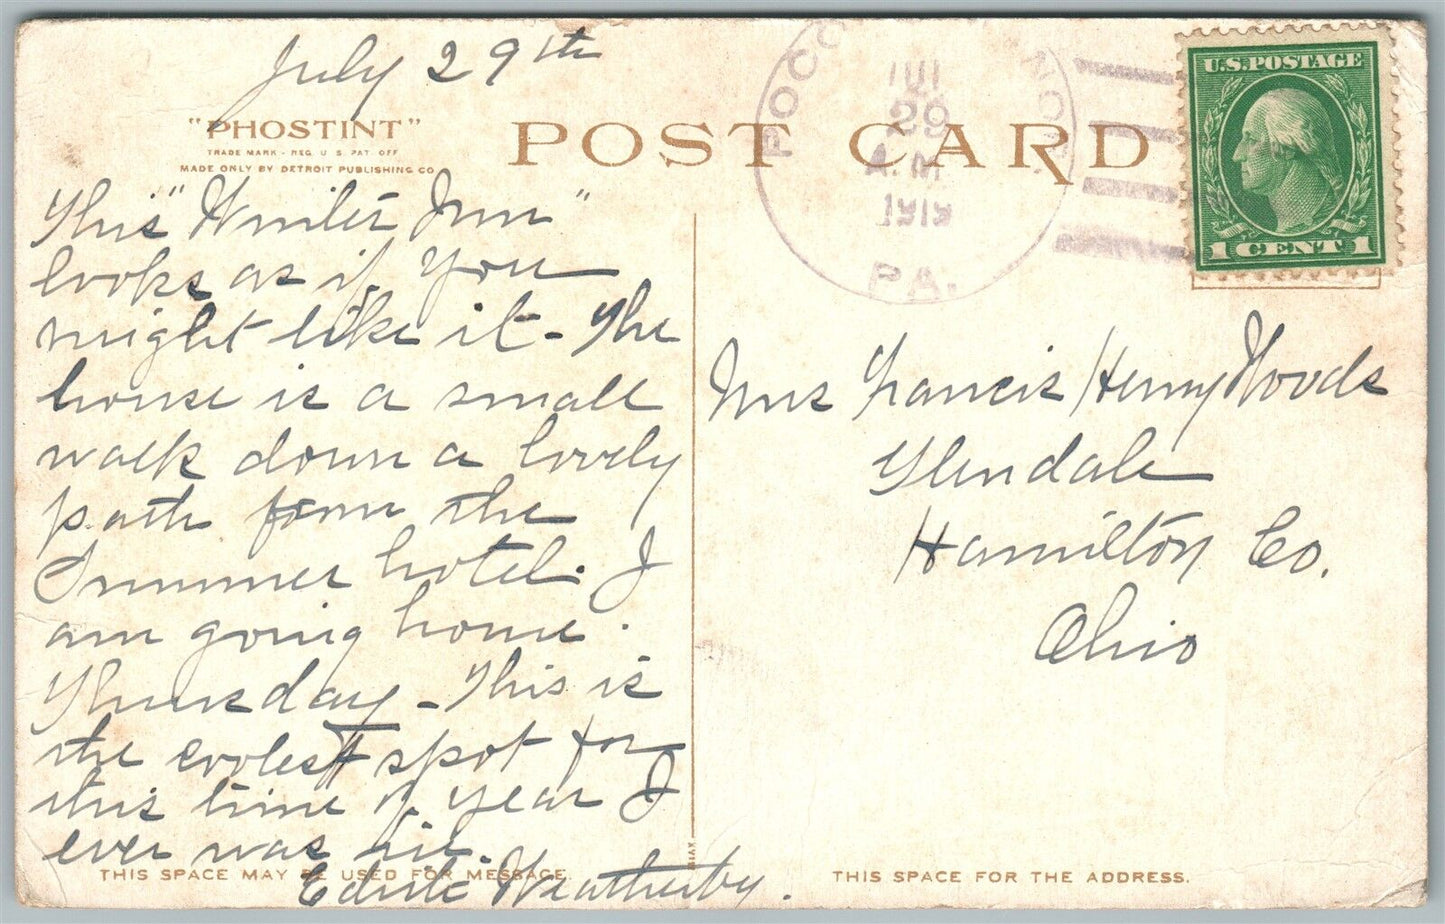 July 29th
"PHOSTINT"
TRADE MARK - REG. U. S. PAT. OFF
MADE ONLY BY DETROIT PUBLISHING CO
POST CARD
POCO MO
JUL
29
A.M.
1919
PA.
U.S.POSTAGE
1 CENT 1
This "Winter Inn"
looks as if you
might like it - The
house is a small
walk down a lovely
path from the
Summer hotel. I
am going home
Thursday - This is
the coolest spot for
this time of year I
ever was in.
Edith Weatherby.
Mrs Francis Henry Woods
Glendale
Hamilton Co.
Ohio
THIS SPACE MAY BE USED FOR MESSAGE.
THIS SPACE FOR THE ADDRESS.